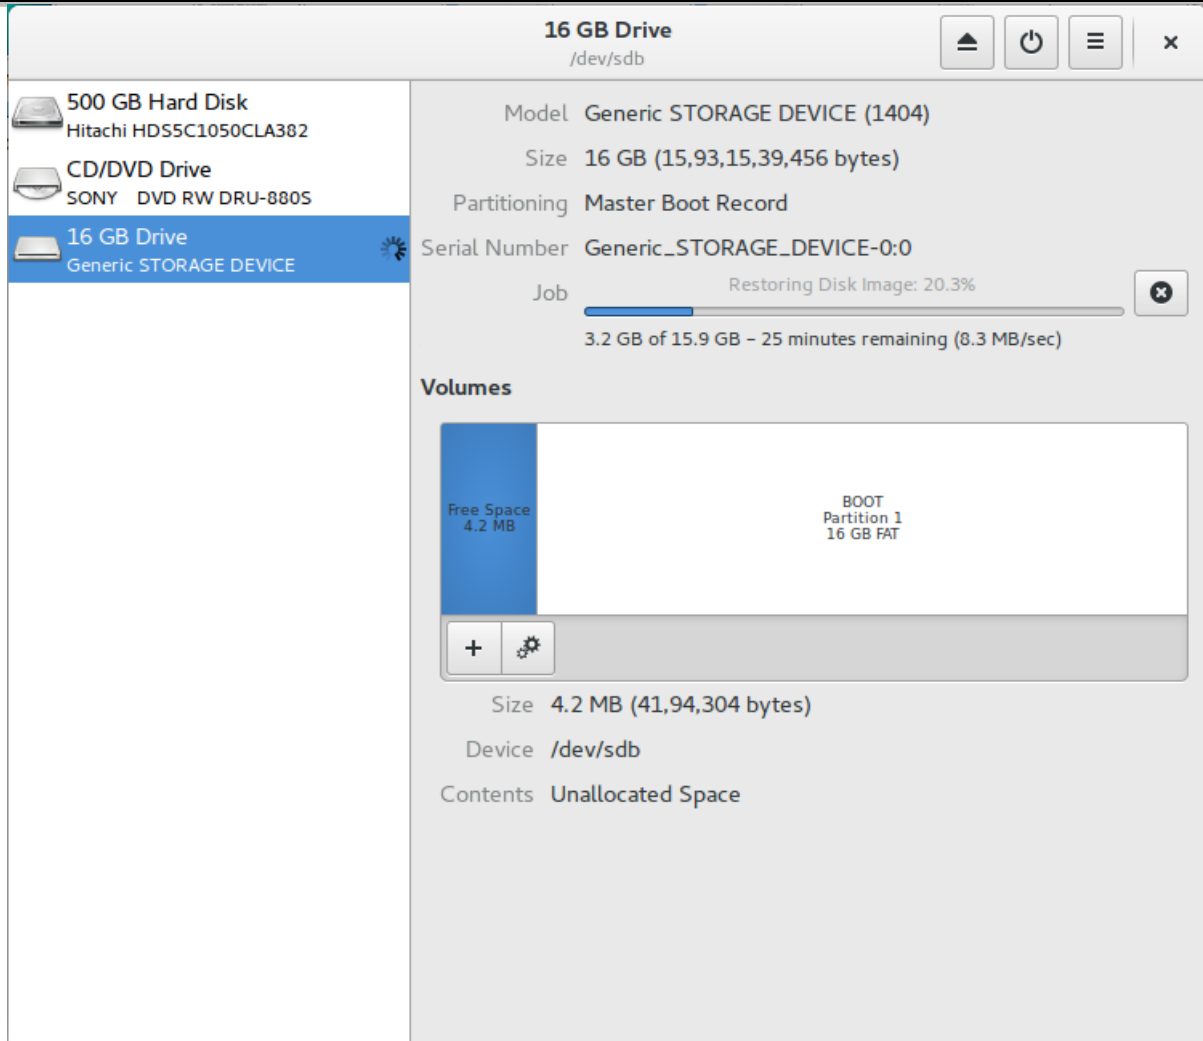 16 GB Drive
/dev/sdb
500 GB Hard Disk
Hitachi HDS5C1050CLA382
CD/DVD Drive
SONY DVD RW DRU-880S
16 GB Drive
Generic STORAGE DEVICE
Model Generic STORAGE DEVICE (1404)
Size 16 GB (15,93,15,39,456 bytes)
Partitioning Master Boot Record
Serial Number Generic_STORAGE_DEVICE-0:0
Job Restoring Disk Image: 20.3%
3.2 GB of 15.9 GB – 25 minutes remaining (8.3 MB/sec)
Volumes
Free Space
4.2 MB
BOOT
Partition 1
16 GB FAT
Size 4.2 MB (41,94,304 bytes)
Device /dev/sdb
Contents Unallocated Space